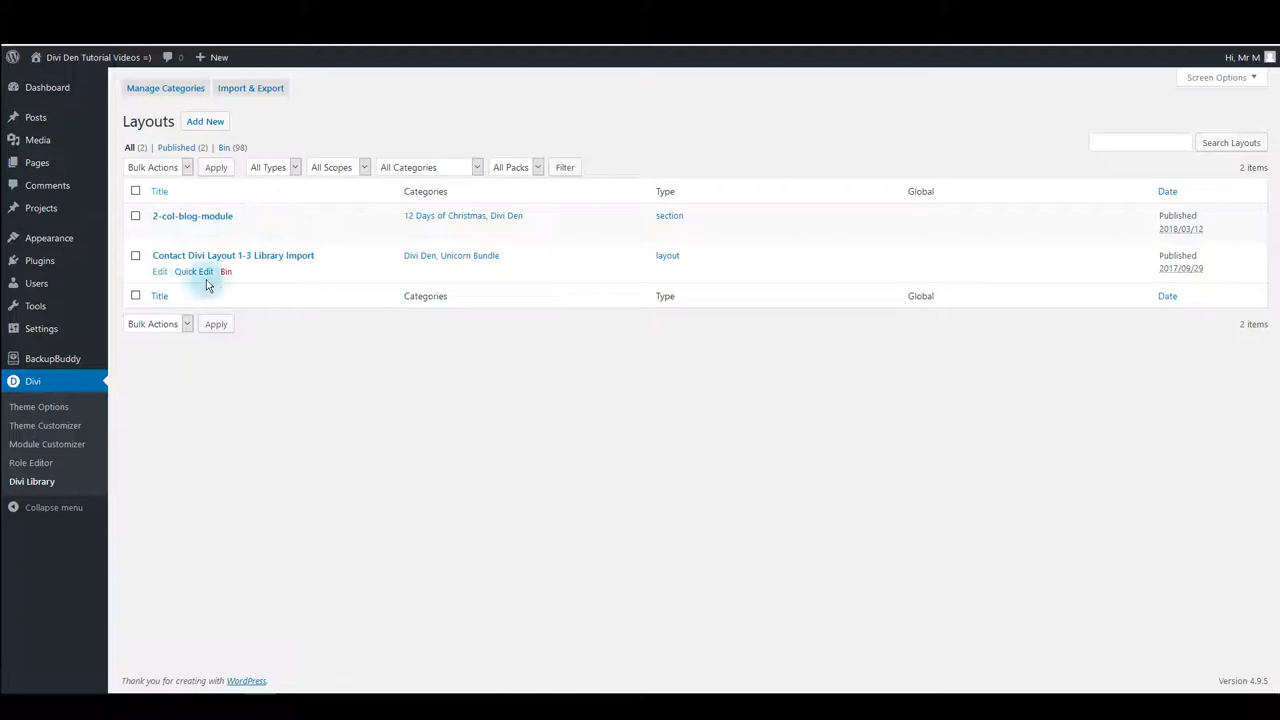 Divi Den Tutorial Videos =) 0 New Hi, Mr M
Dashboard
Posts
Media
Pages
Comments
Projects
Appearance
Plugins
Users
Tools
Settings
BackupBuddy
Divi
Theme Options
Theme Customizer
Module Customizer
Role Editor
Divi Library
Collapse menu
Manage Categories Import & Export Screen Options
Layouts Add New
All (2) | Published (2) | Bin (98) Search Layouts
Bulk Actions Apply All Types All Scopes All Categories All Packs Filter 2 items
Title Categories Type Global Date
2-col-blog-module 12 Days of Christmas, Divi Den section Published
2018/03/12
Contact Divi Layout 1-3 Library Import Divi Den, Unicorn Bundle layout Published
Edit Quick Edit Bin 2017/09/29
Title Categories Type Global Date
Bulk Actions Apply 2 items
Thank you for creating with WordPress. Version 4.9.5